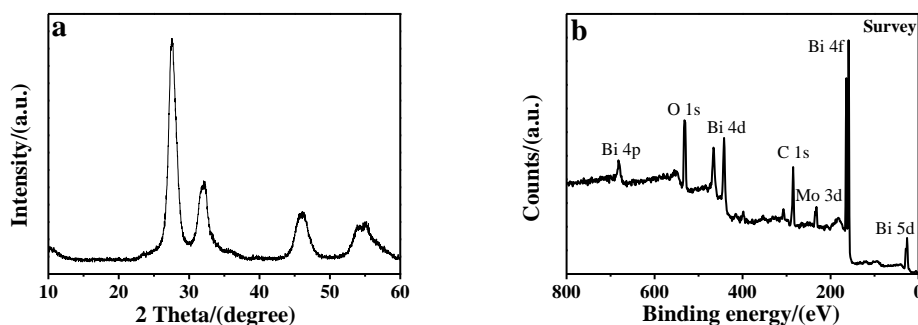 a
Intensity/(a.u.)
10 20 30 40 50 60
2 Theta/(degree)
b
Survey
Bi 4f
O 1s
Bi 4d
Bi 4p
C 1s
Mo 3d
Bi 5d
Counts/(a.u.)
800 600 400 200 0
Binding energy/(eV)